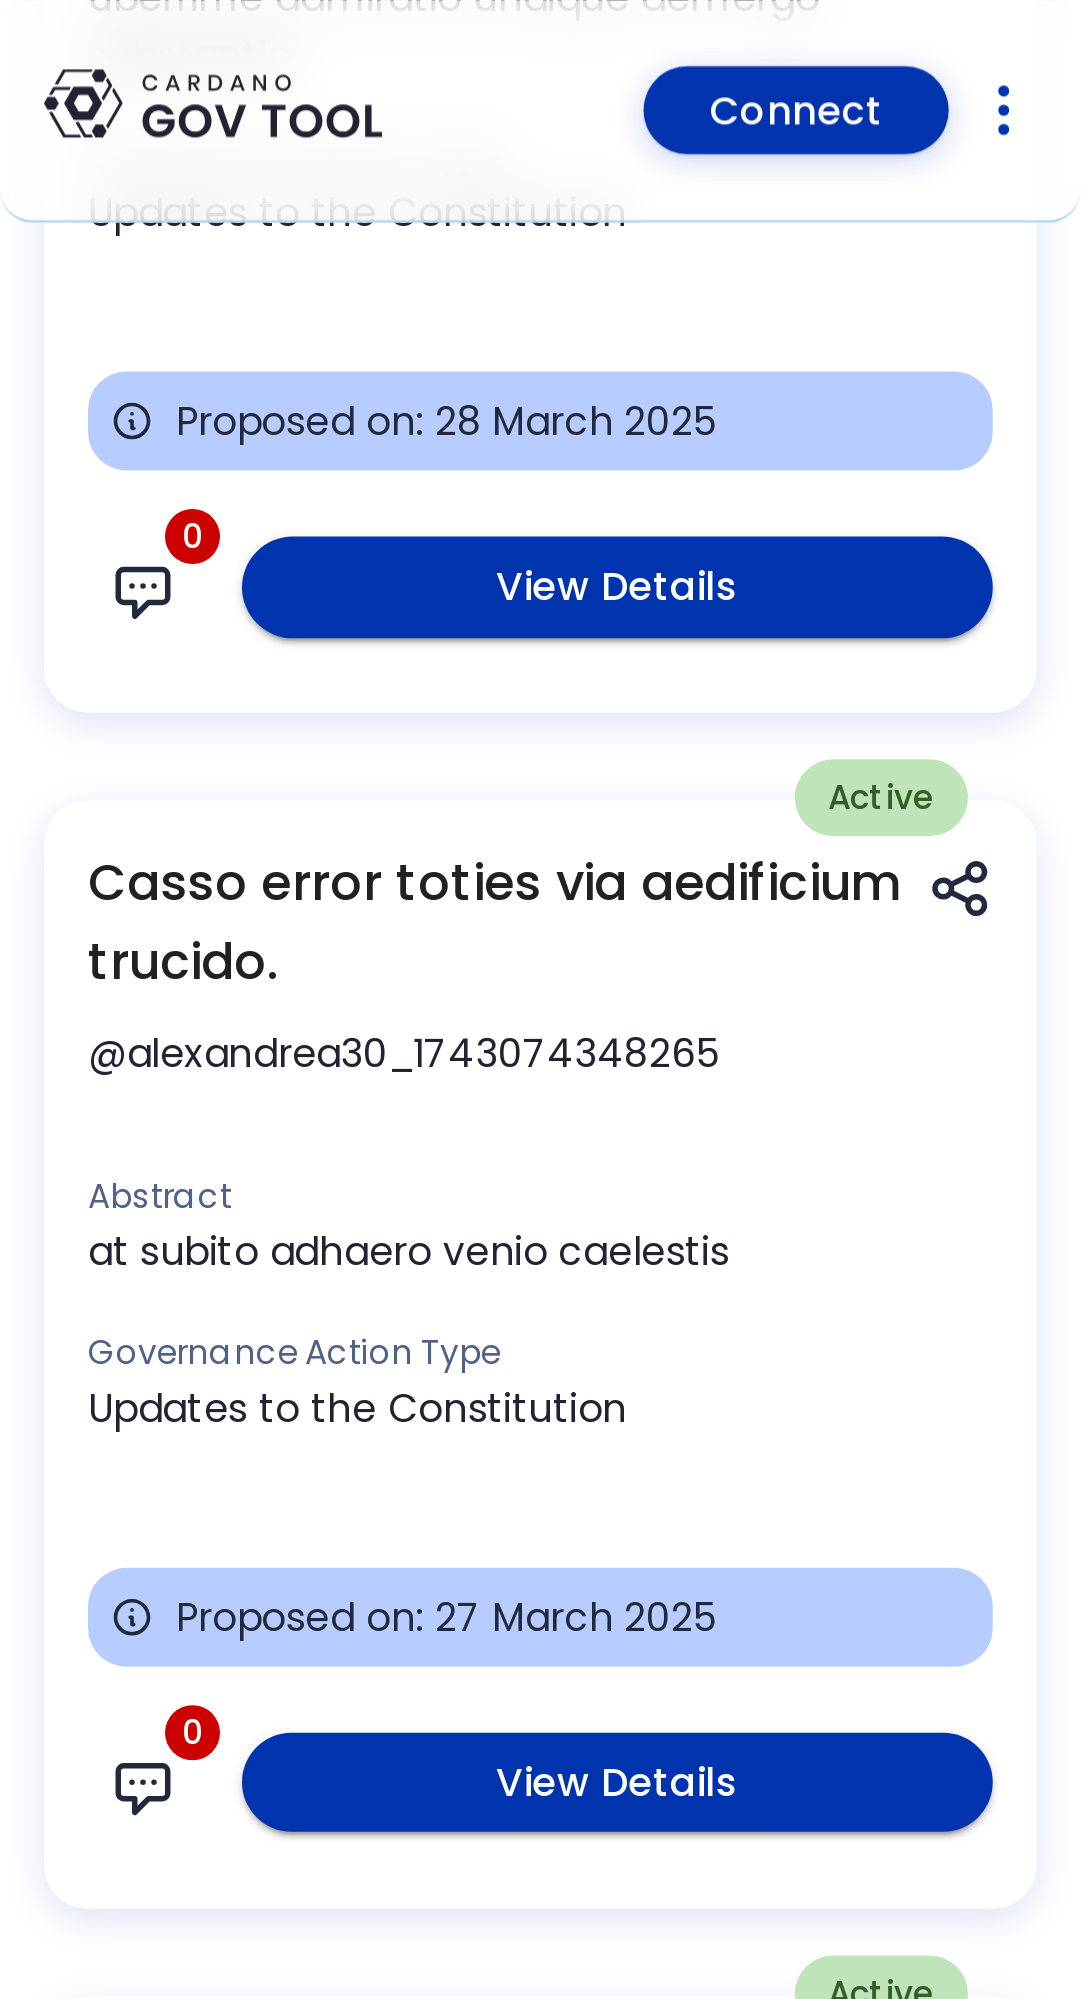 CARDANO
GOV TOOL
Connect
Updates to the Constitution
Proposed on: 28 March 2025
0
View Details
Active
Casso error toties via aedificium
trucido.
@alexandrea30_1743074348265
Abstract
at subito adhaero venio caelestis
Governance Action Type
Updates to the Constitution
Proposed on: 27 March 2025
0
View Details
Active